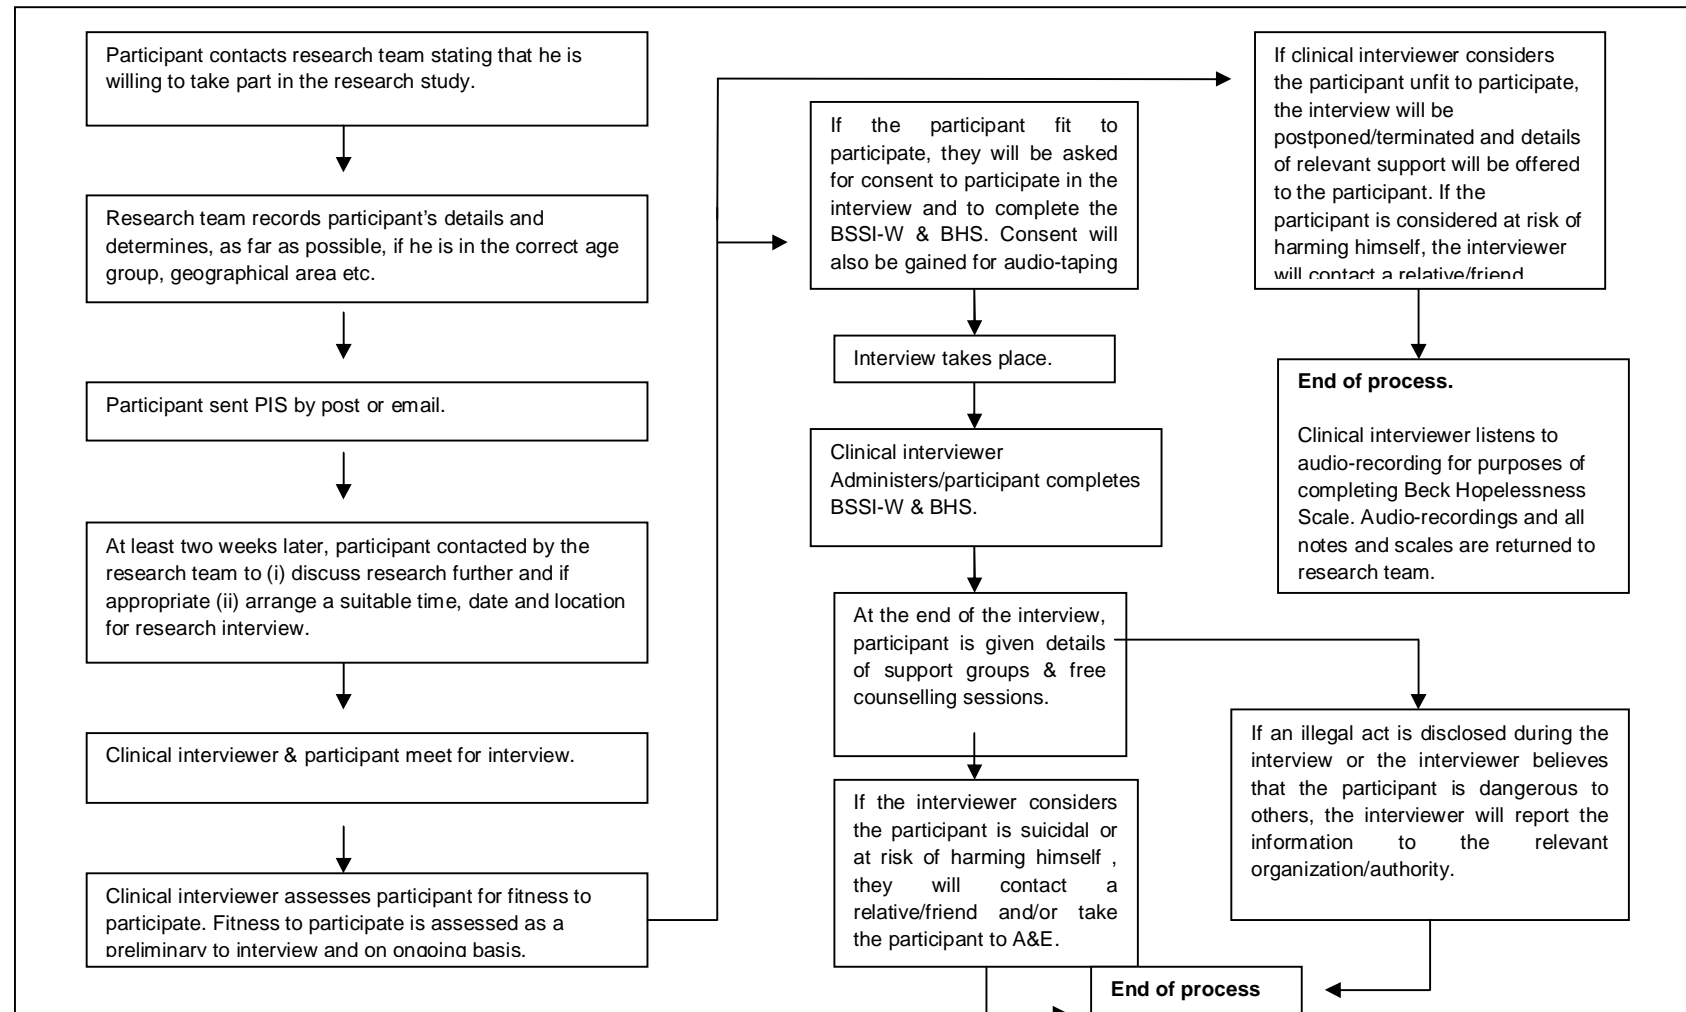 Participant contacts research team stating that he is
willing to take part in the research study.
Research team records participant’s details and
determines, as far as possible, if he is in the correct age
group, geographical area etc.
Participant sent PIS by post or email.
At least two weeks later, participant contacted by the
research team to (i) discuss research further and if
appropriate (ii) arrange a suitable time, date and location
for research interview.
Clinical interviewer & participant meet for interview.
Clinical interviewer assesses participant for fitness to
participate. Fitness to participate is assessed as a
preliminary to interview and on ongoing basis.
If the participant fit to
participate, they will be asked
for consent to participate in the
interview and to complete the
BSSI-W & BHS. Consent will
also be gained for audio-taping
Interview takes place.
Clinical interviewer
Administers/participant completes
BSSI-W & BHS.
At the end of the interview,
participant is given details
of support groups & free
counselling sessions.
If the interviewer considers
the participant is suicidal or
at risk of harming himself ,
they will contact a
relative/friend and/or take
the participant to A&E.
If clinical interviewer considers
the participant unfit to participate,
the interview will be
postponed/terminated and details
of relevant support will be offered
to the participant. If the
participant is considered at risk of
harming himself, the interviewer
will contact a relative/friend
End of process.
Clinical interviewer listens to
audio-recording for purposes of
completing Beck Hopelessness
Scale. Audio-recordings and all
notes and scales are returned to
research team.
If an illegal act is disclosed during the
interview or the interviewer believes
that the participant is dangerous to
others, the interviewer will report the
information to the relevant
organization/authority.
End of process